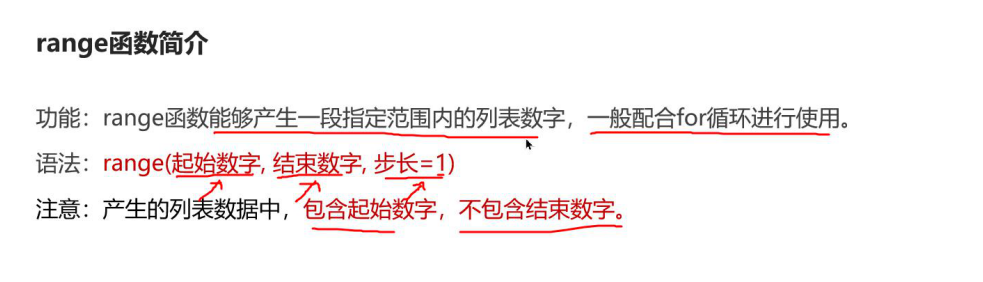 range函数简介
功能：range函数能够产生一段指定范围内的列表数字，一般配合for循环进行使用。
语法：range(起始数字, 结束数字, 步长=1)
注意：产生的列表数据中，包含起始数字，不包含结束数字。